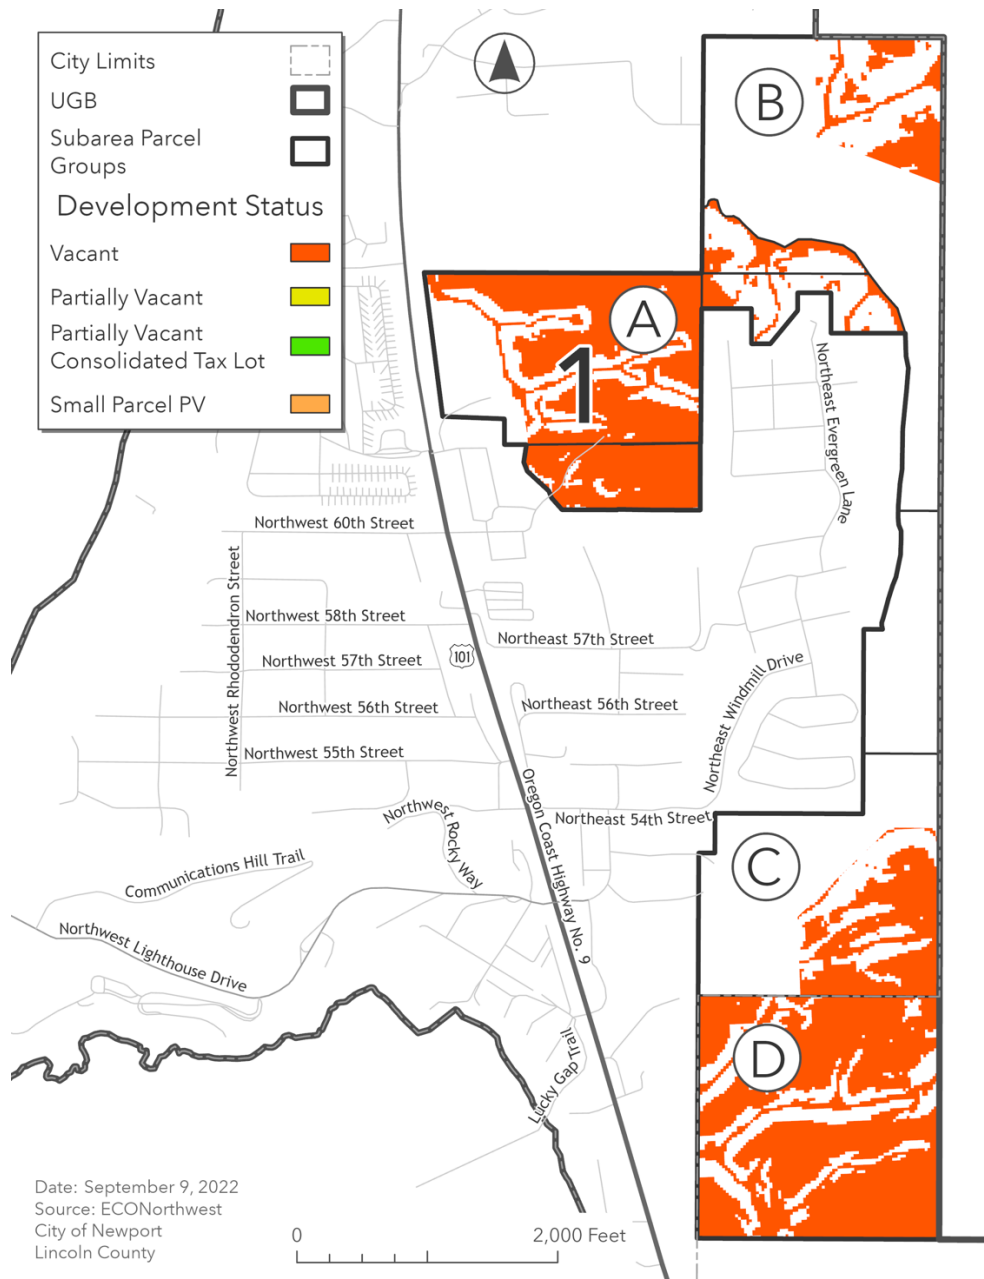 City Limits
UGB
Subarea Parcel
Groups
Development Status
Vacant
Partially Vacant
Partially Vacant
Consolidated Tax Lot
Small Parcel PV
B
A
1
Northeast Evergreen Lane
Northwest 60th Street
Northwest Rhododendron Street
Northwest 58th Street
Northeast 57th Street
101
Northwest 57th Street
Northeast Windmill Drive
Northwest 56th Street
Northeast 56th Street
Northwest 55th Street
Oregon Coast Highway No. 9
Northwest Rocky Way
Northeast 54th Street
C
Communications Hill Trail
Northwest Lighthouse Drive
D
Lucky Gap Trail
Date: September 9, 2022
Source: ECONorthwest
City of Newport
Lincoln County
0
2,000 Feet